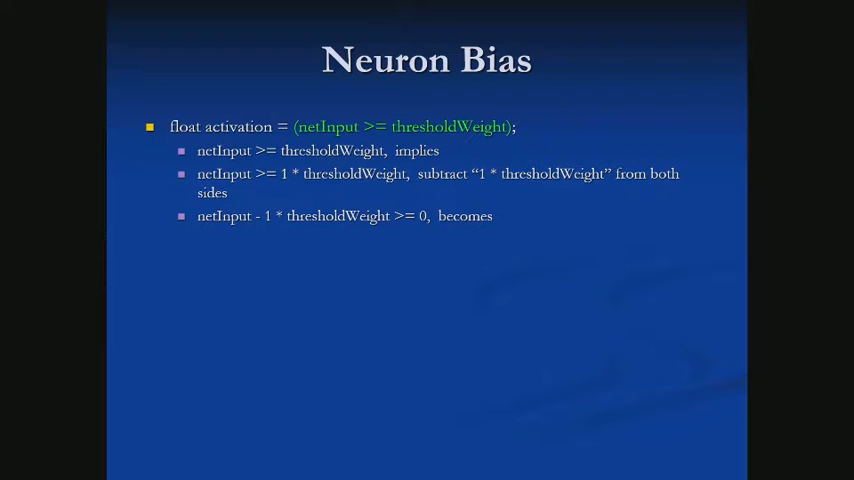 Neuron Bias
float activation = (netInput >= thresholdWeight);
netInput >= thresholdWeight, implies
netInput >= 1 * thresholdWeight, subtract “1 * thresholdWeight” from both
sides
netInput - 1 * thresholdWeight >= 0, becomes